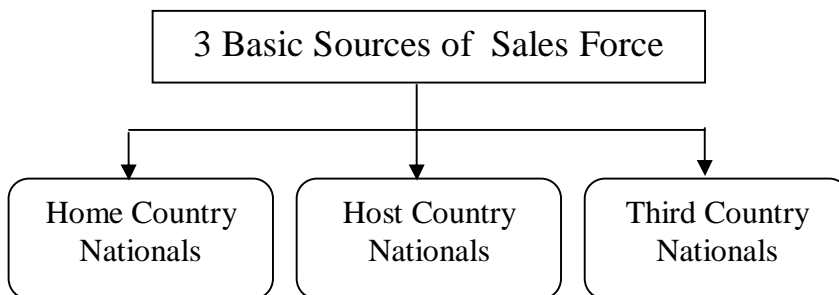 3 Basic Sources of Sales Force
Home Country
Nationals
Host Country
Nationals
Third Country
Nationals